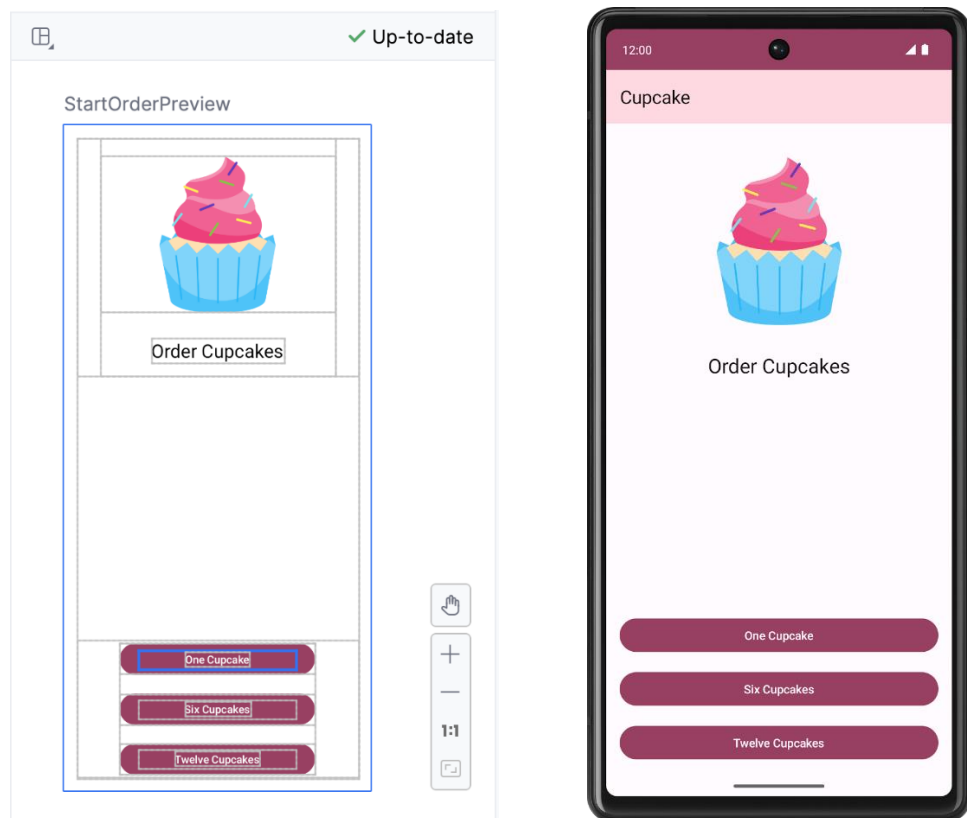 Up-to-date
StartOrderPreview
Order Cupcakes
One Cupcake
Six Cupcakes
Twelve Cupcakes
1:1
12:00
Cupcake
Order Cupcakes
One Cupcake
Six Cupcakes
Twelve Cupcakes